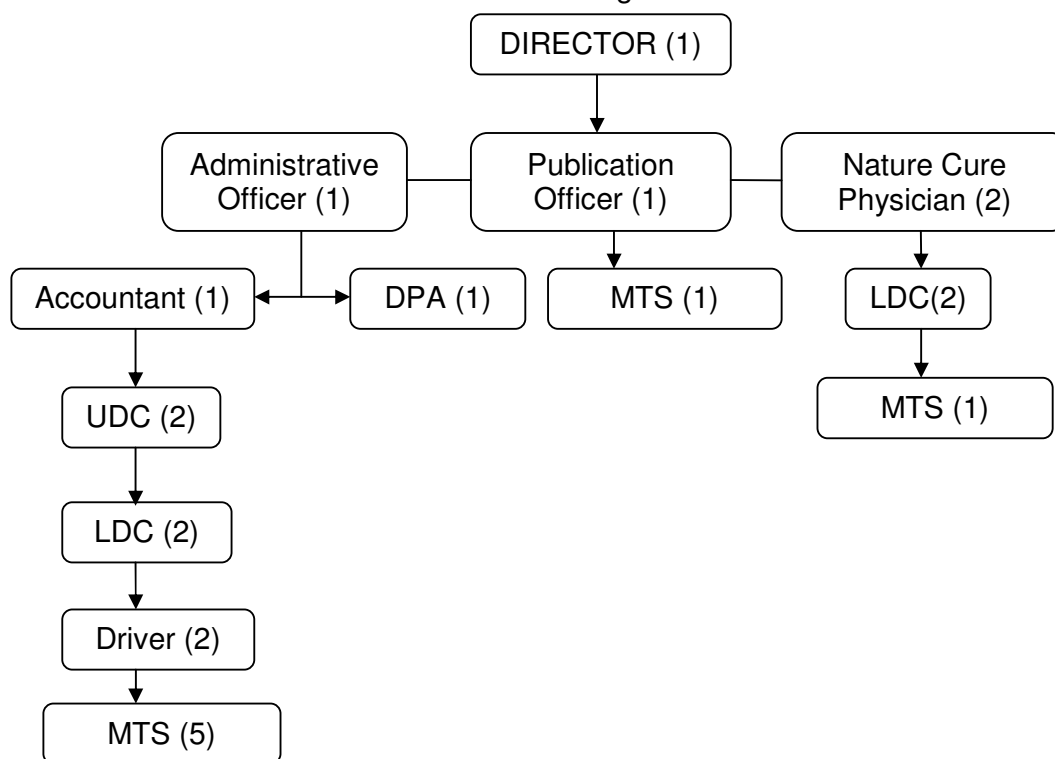 DIRECTOR (1)
Administrative
Officer (1)
Publication
Officer (1)
Nature Cure
Physician (2)
Accountant (1)
DPA (1)
MTS (1)
LDC(2)
MTS (1)
UDC (2)
LDC (2)
Driver (2)
MTS (5)